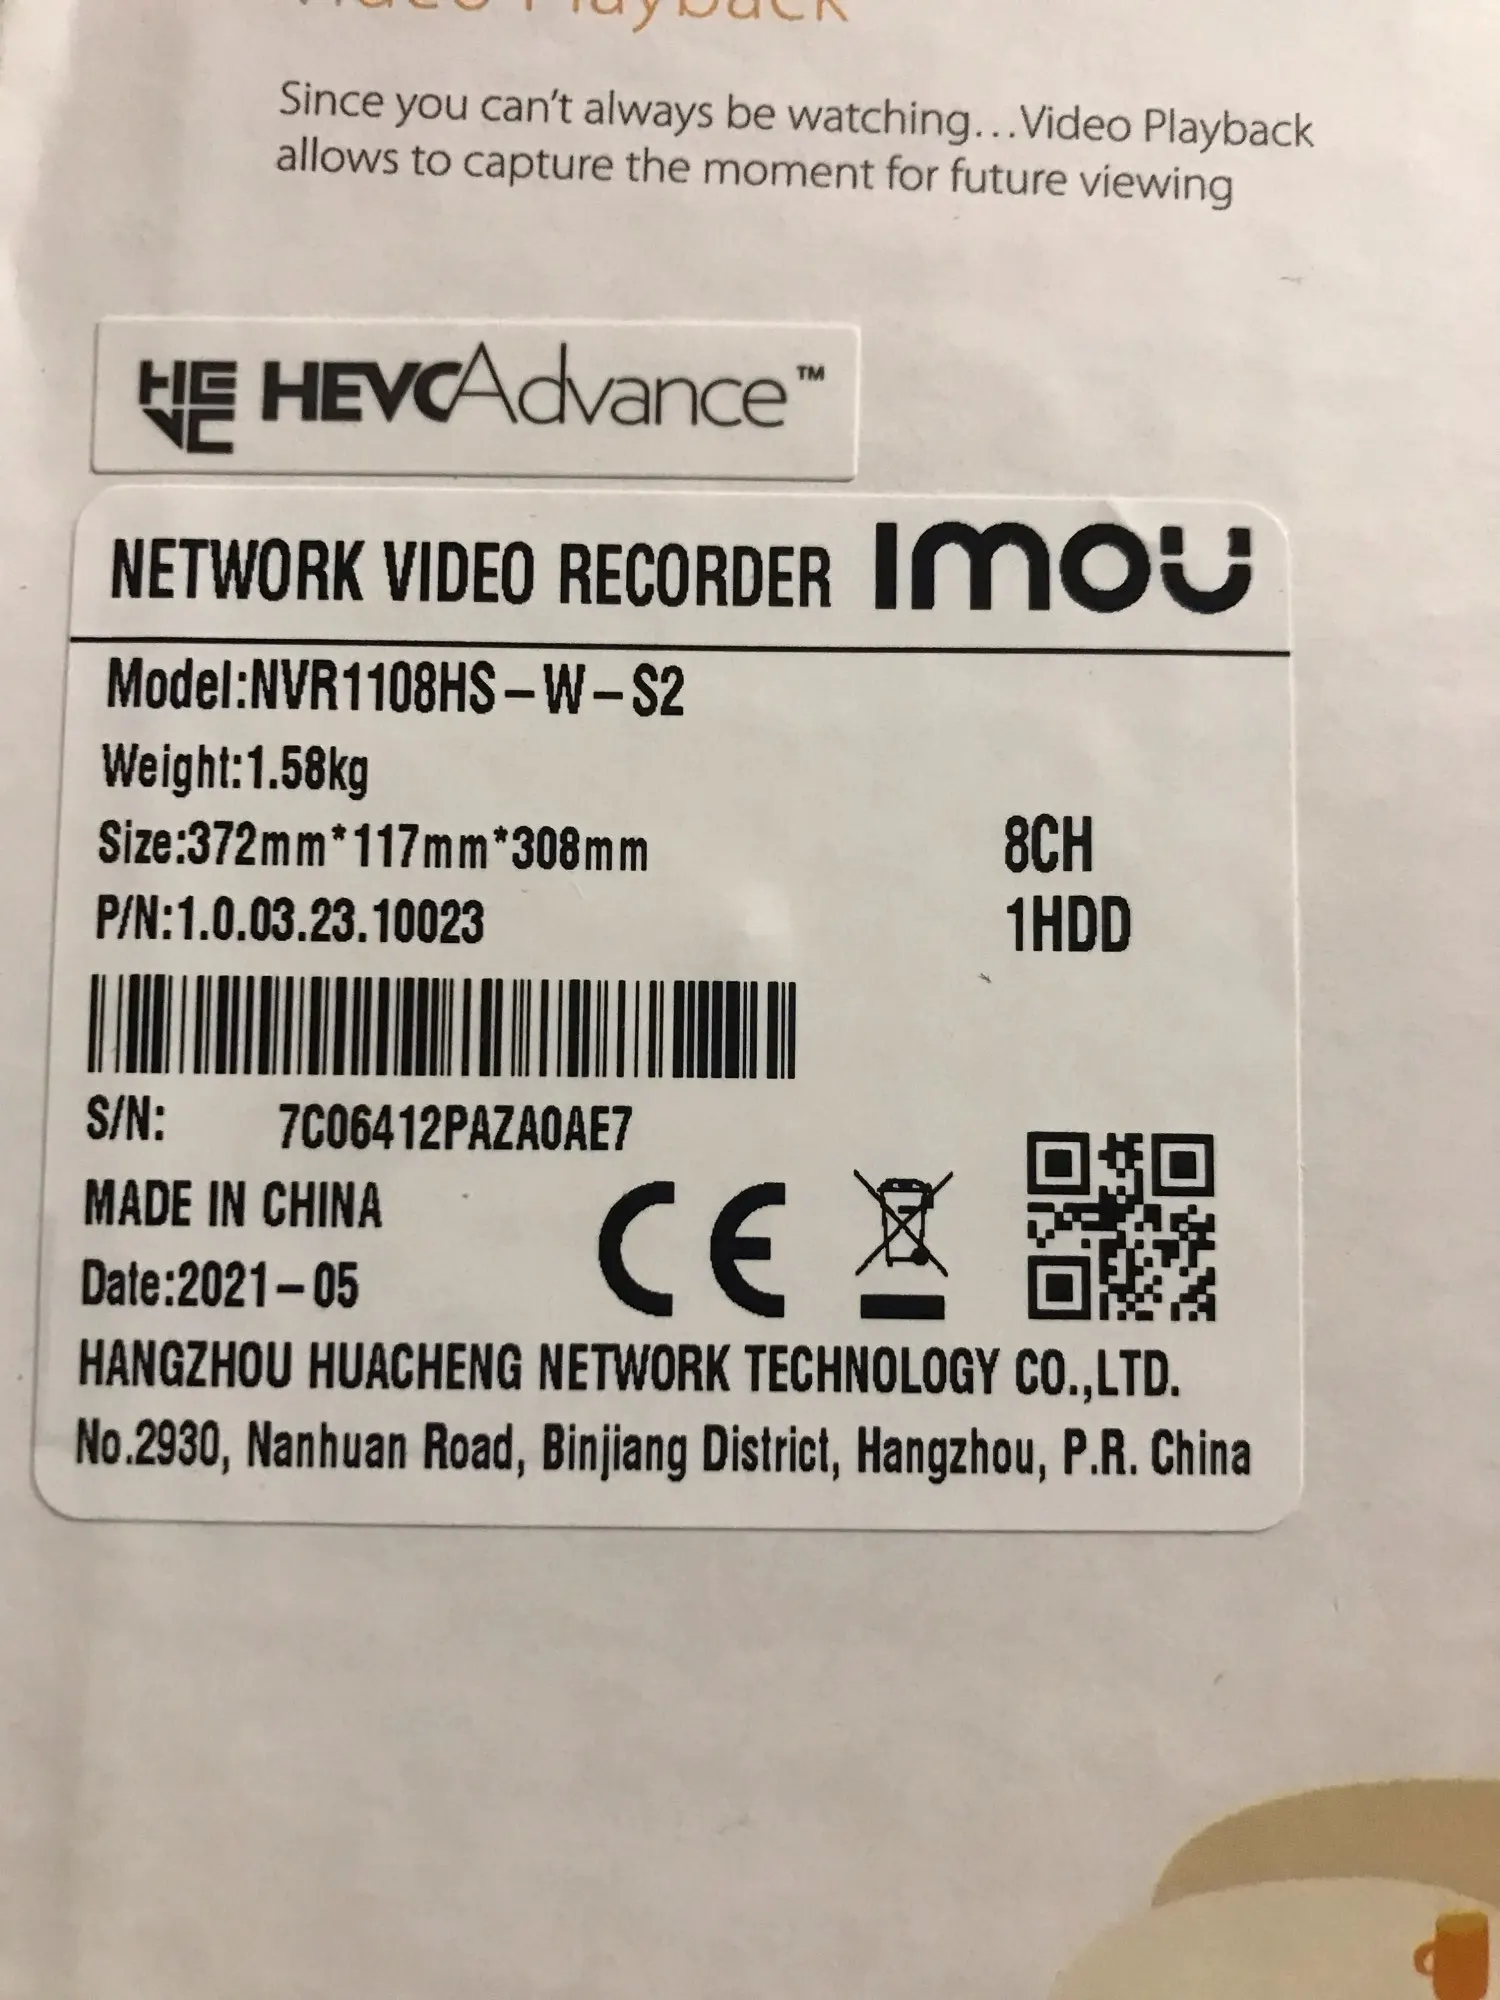 Video Playback
Since you can't always be watching...Video Playback
allows to capture the moment for future viewing
HEVC HEVCAdvance™
NETWORK VIDEO RECORDER imou
Model:NVR1108HS-W-S2
Weight:1.58kg
Size:372mm*117mm*308mm 8CH
P/N:1.0.03.23.10023 1HDD
S/N: 7C06412PAZA0AE7
MADE IN CHINA
Date:2021-05 CE
HANGZHOU HUACHENG NETWORK TECHNOLOGY CO.,LTD.
No.2930, Nanhuan Road, Binjiang District, Hangzhou, P.R. China